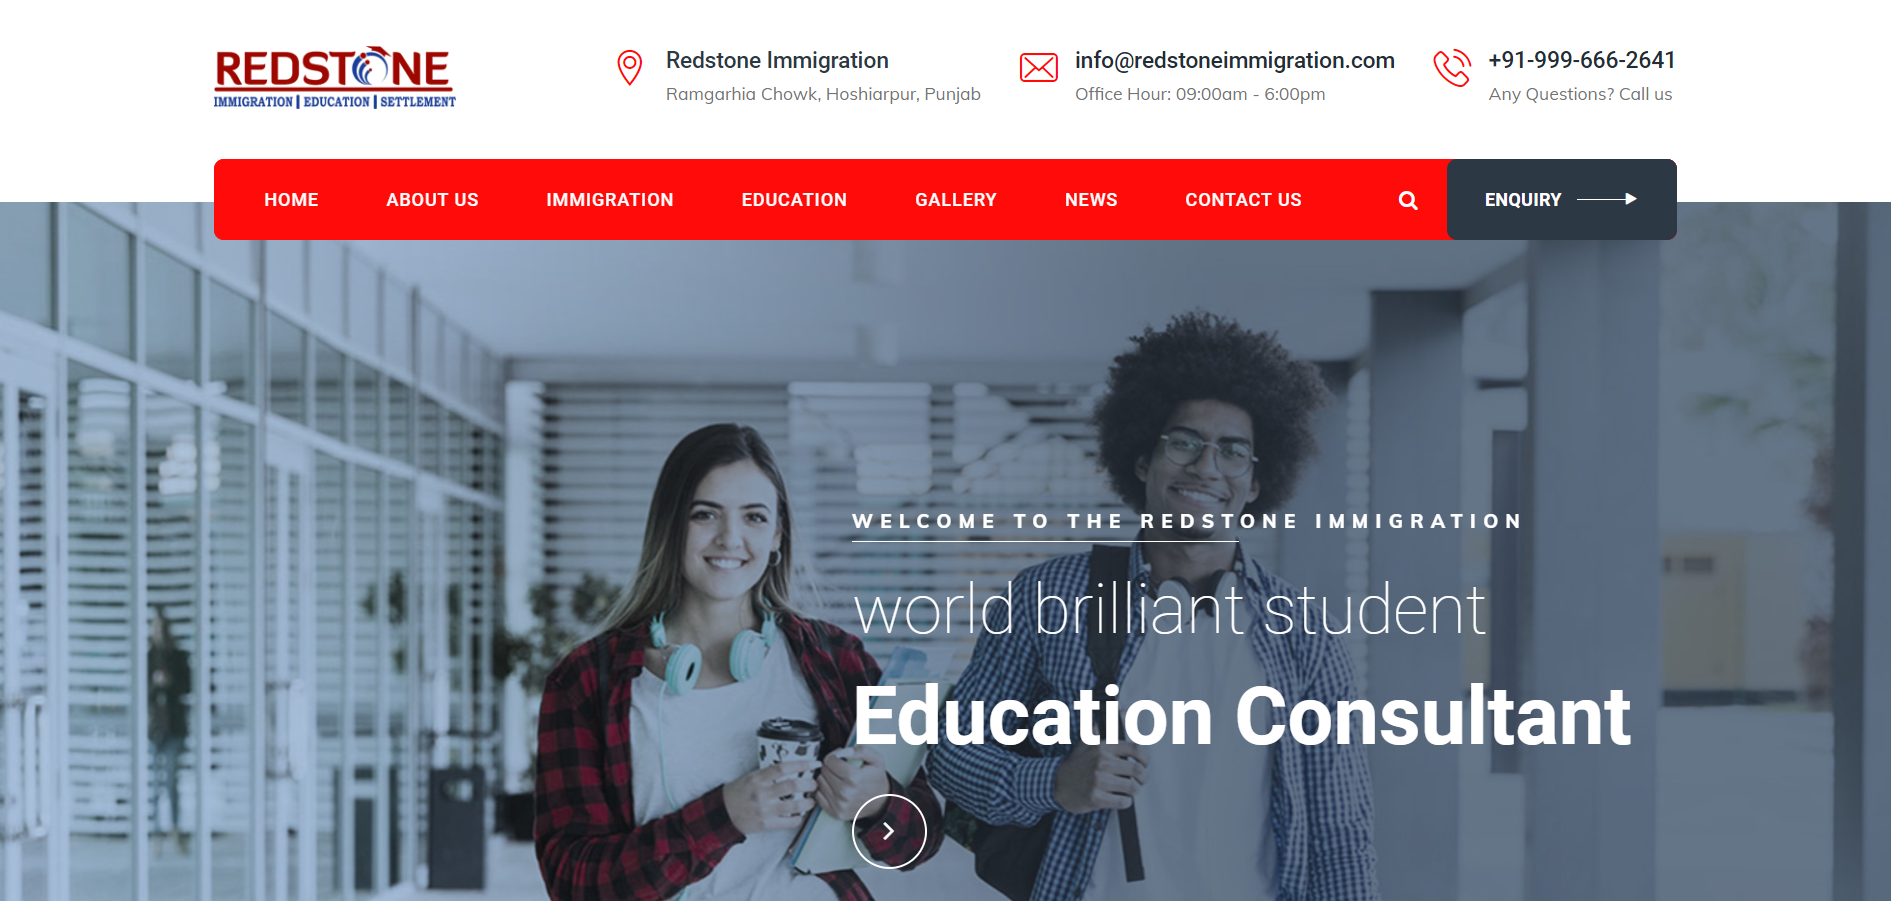 REDSTONE
IMMIGRATION | EDUCATION | SETTLEMENT
Redstone Immigration
Ramgarhia Chowk, Hoshiarpur, Punjab
info@redstoneimmigration.com
Office Hour: 09:00am - 6:00pm
+91-999-666-2641
Any Questions? Call us
HOME ABOUT US IMMIGRATION EDUCATION GALLERY NEWS CONTACT US ENQUIRY
WELCOME TO THE REDSTONE IMMIGRATION
world brilliant student
Education Consultant